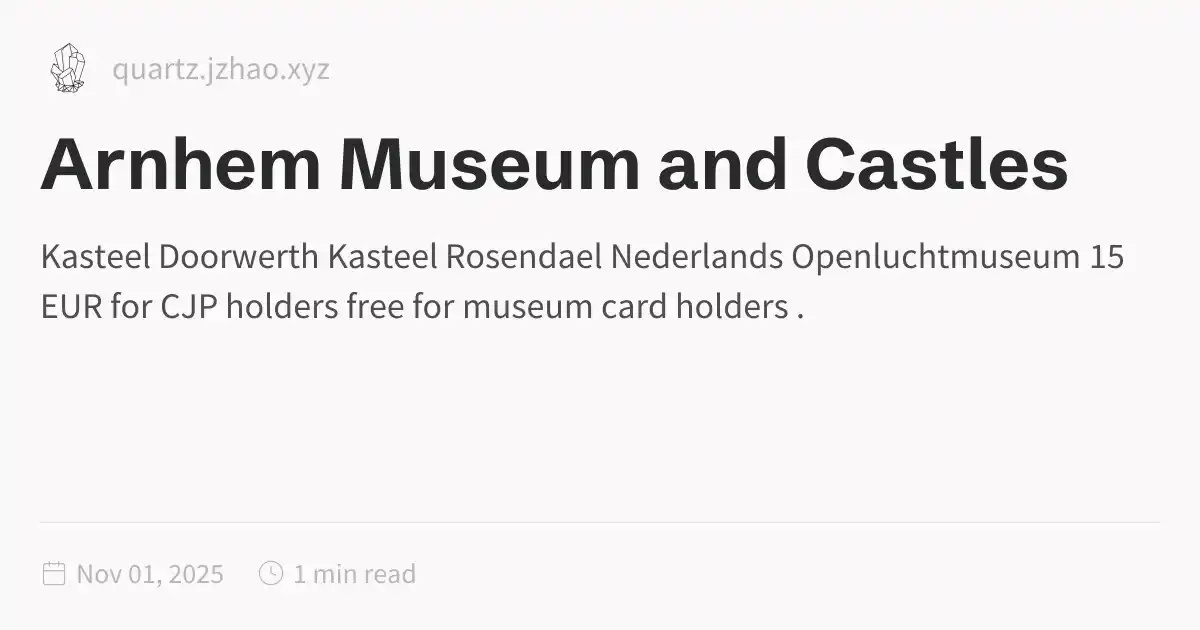 quartz.jzhao.xyz
Arnhem Museum and Castles
Kasteel Doorwerth Kasteel Rosendael Nederlands Openluchtmuseum 15
EUR for CJP holders free for museum card holders .
Nov 01, 2025 1 min read